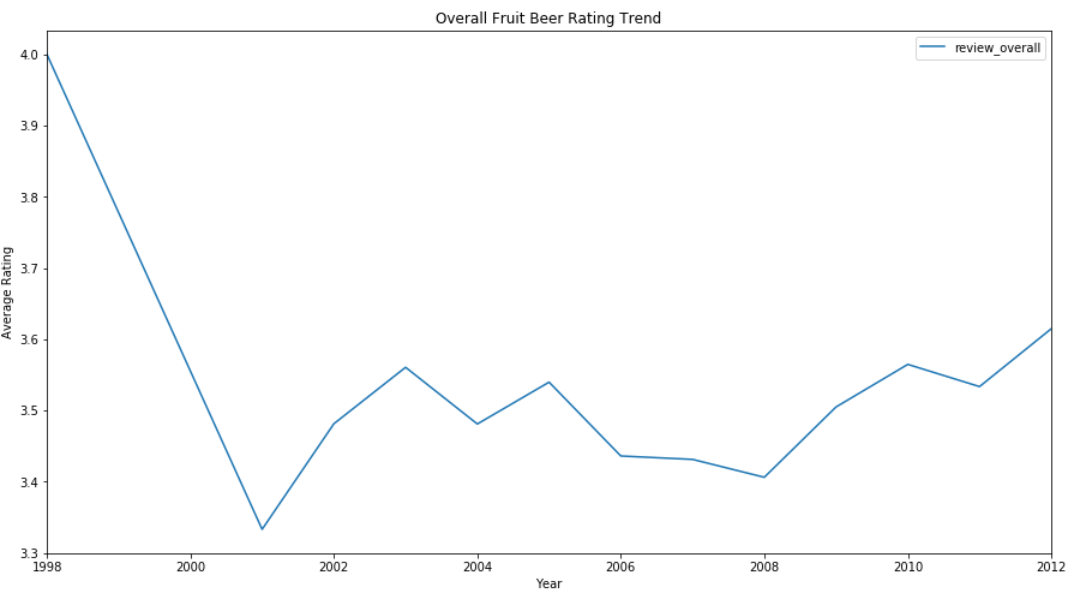 Overall Fruit Beer Rating Trend
review_overall
4.0
3.9
3.8
3.7
3.6
3.5
3.4
3.3
Average Rating
1998 2000 2002 2004 2006 2008 2010 2012
Year